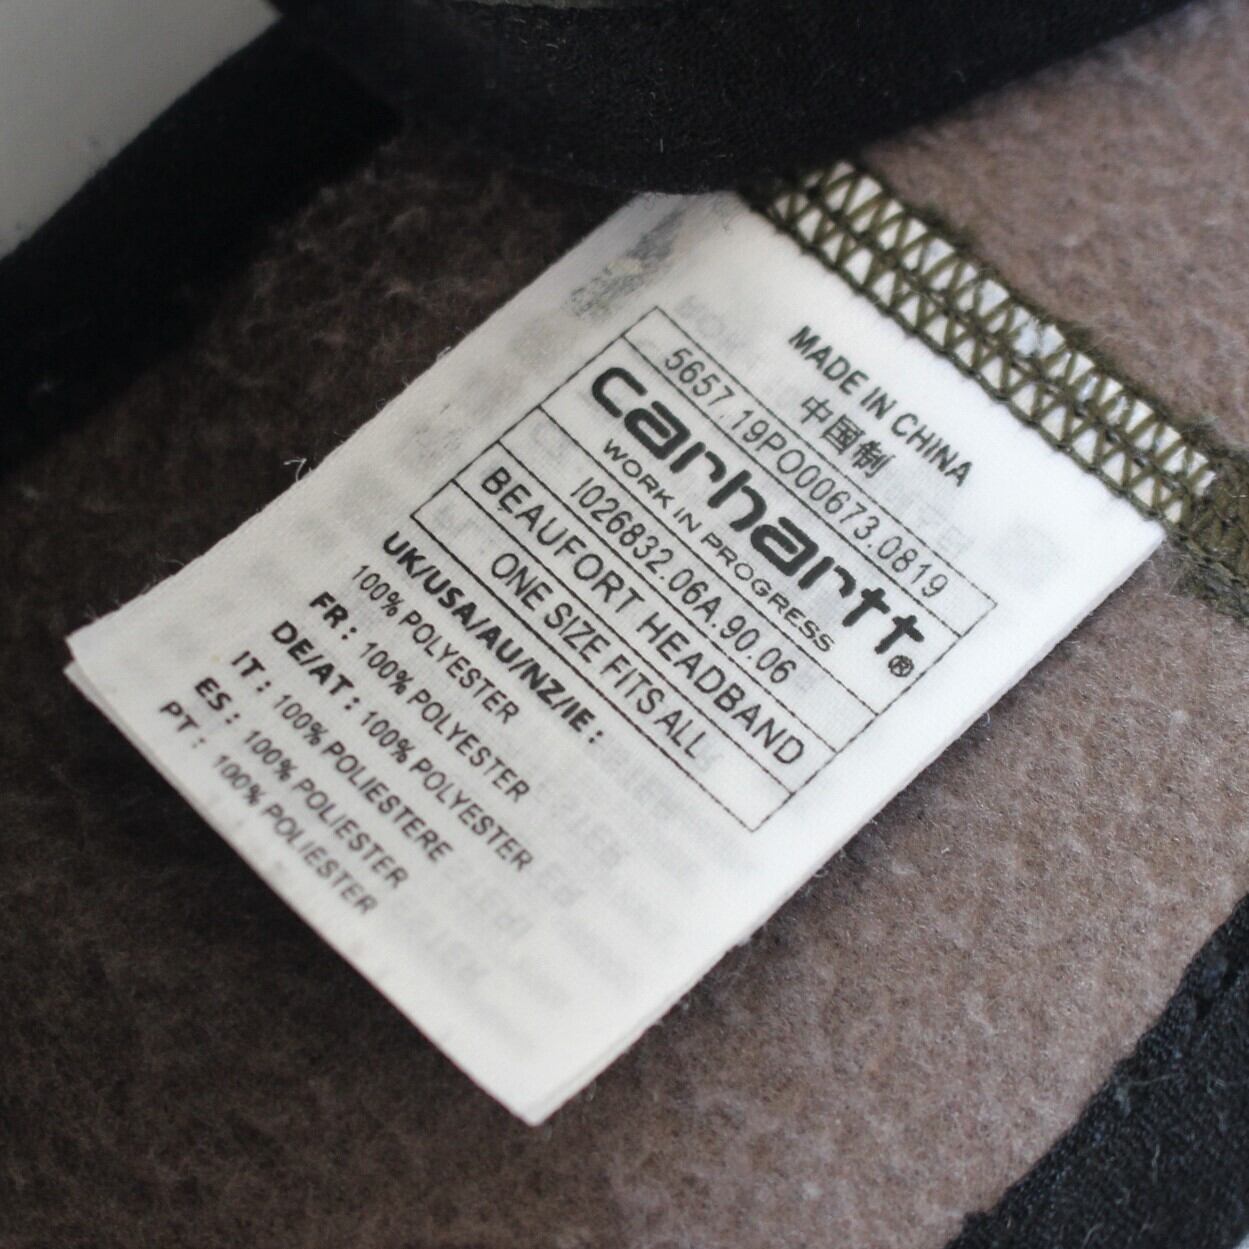 MADE IN CHINA
中国制
5657.19PO000673.0819
carhartt®
WORK IN PROGRESS
I026832.06A.90.06
BEAUFORT HEADBAND
ONE SIZE FITS ALL
UK/USA/AU/NZ/IE:
100% POLYESTER
FR: 100% POLYESTER
DE/AT: 100% POLYESTER
IT: 100% POLIESTERE
ES: 100% POLIESTER
PT: 100% POLIESTER